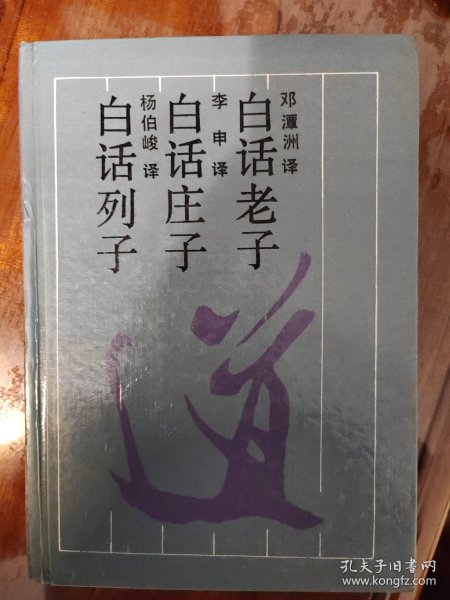 邓潭洲译
白话老子
李申译
白话庄子
杨伯峻译
白话列子
道
孔夫子旧书网
www.kongfz.com